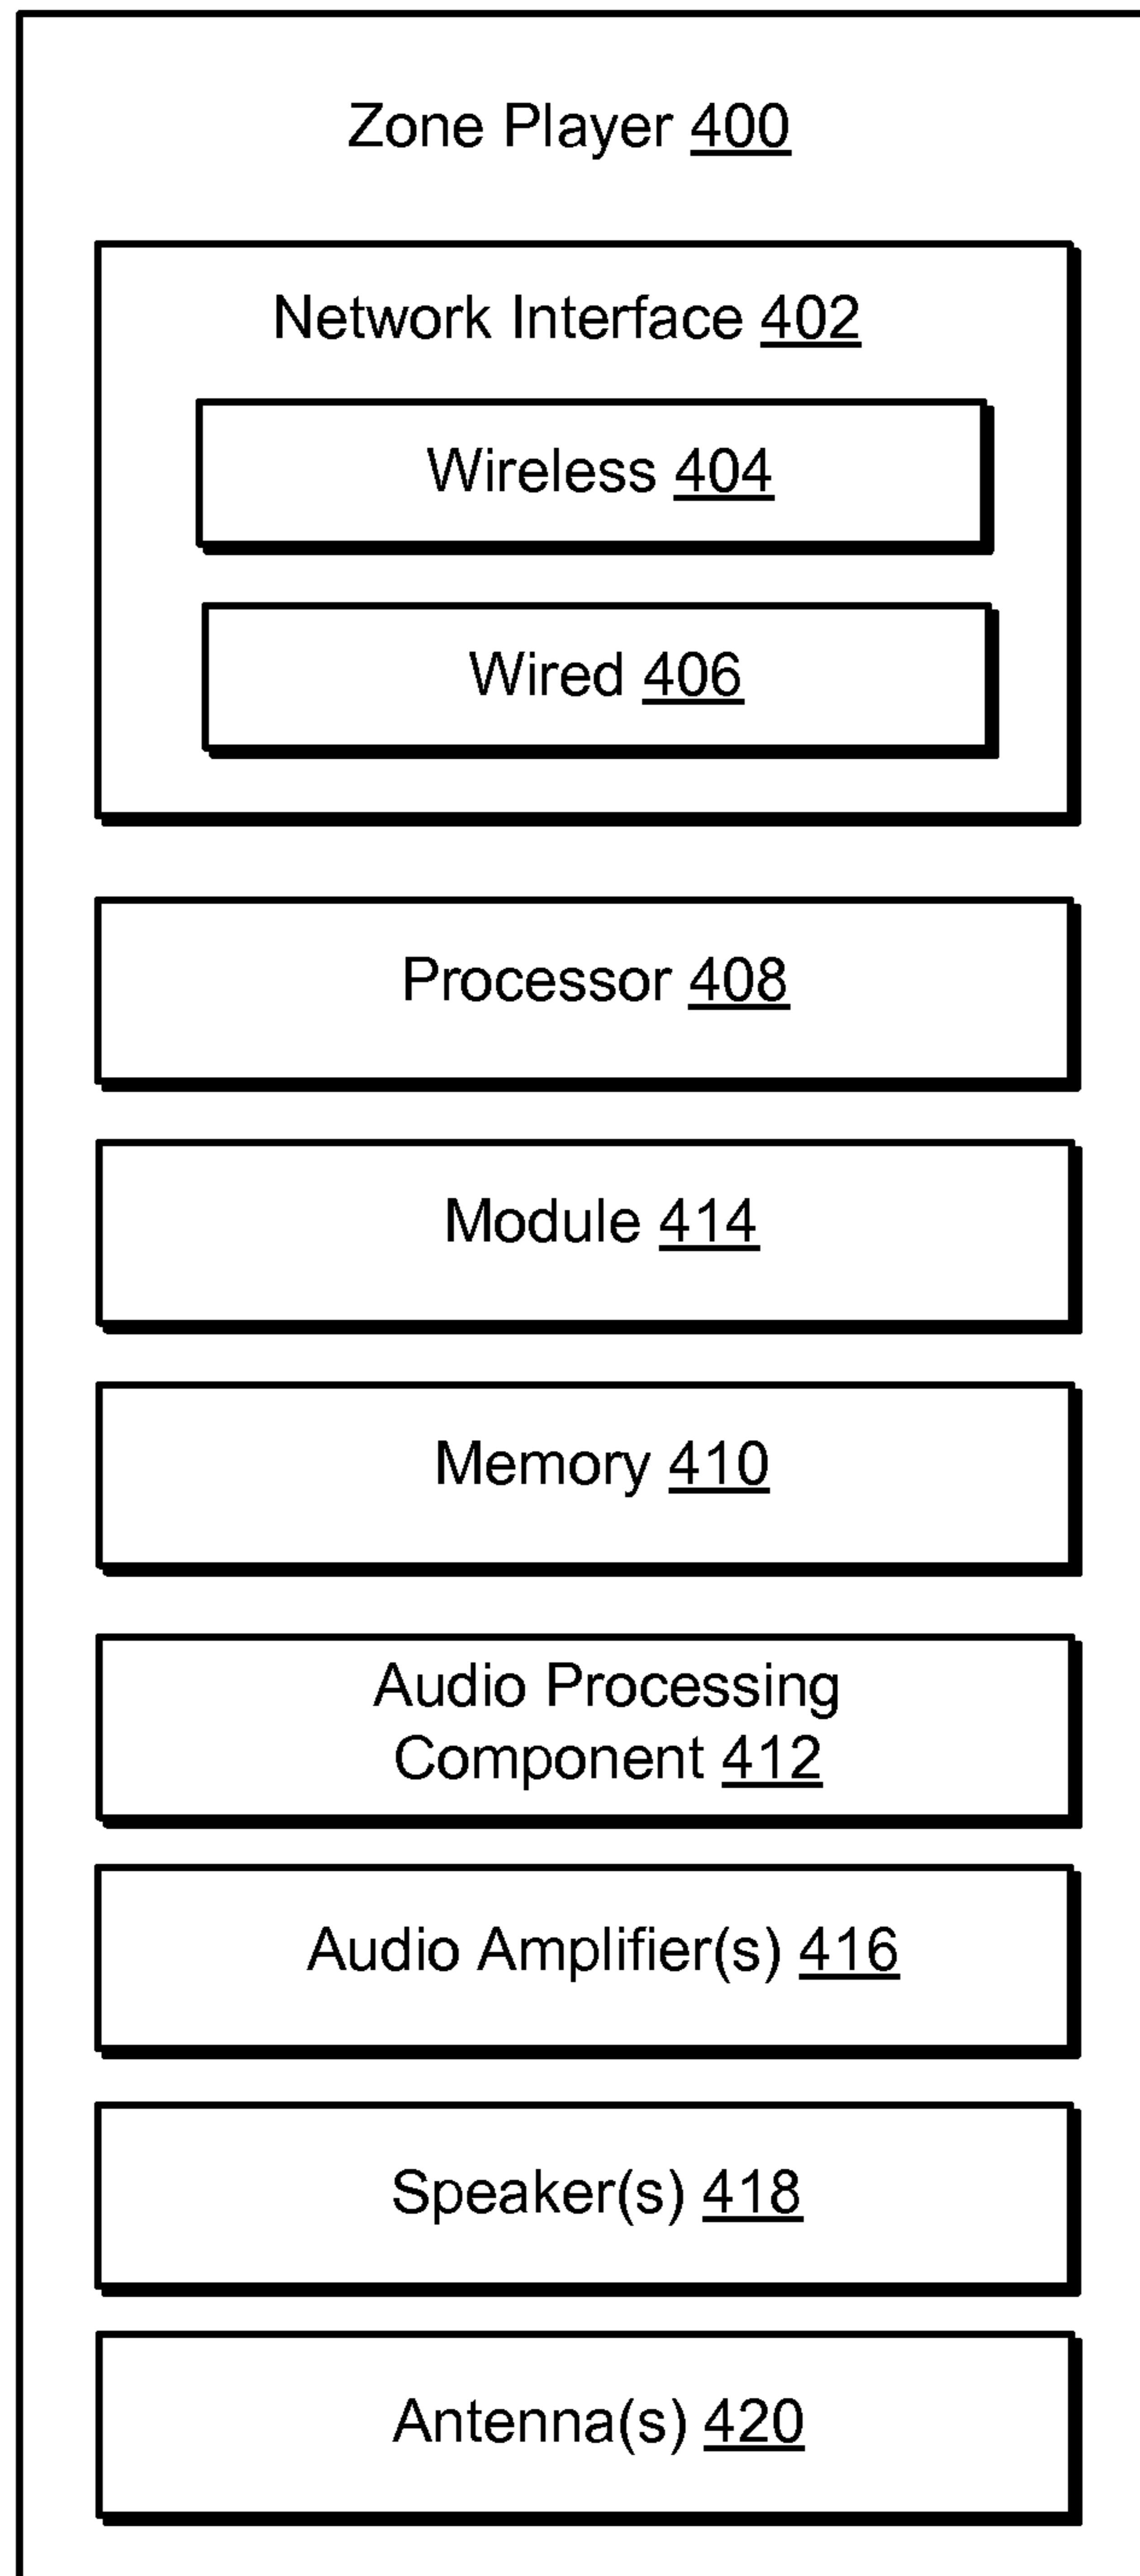 Zone Player 400
Network Interface 402
Wireless 404
Wired 406
Processor 408
Module 414
Memory 410
Audio Processing
Component 412
Audio Amplifier(s) 416
Speaker(s) 418
Antenna(s) 420